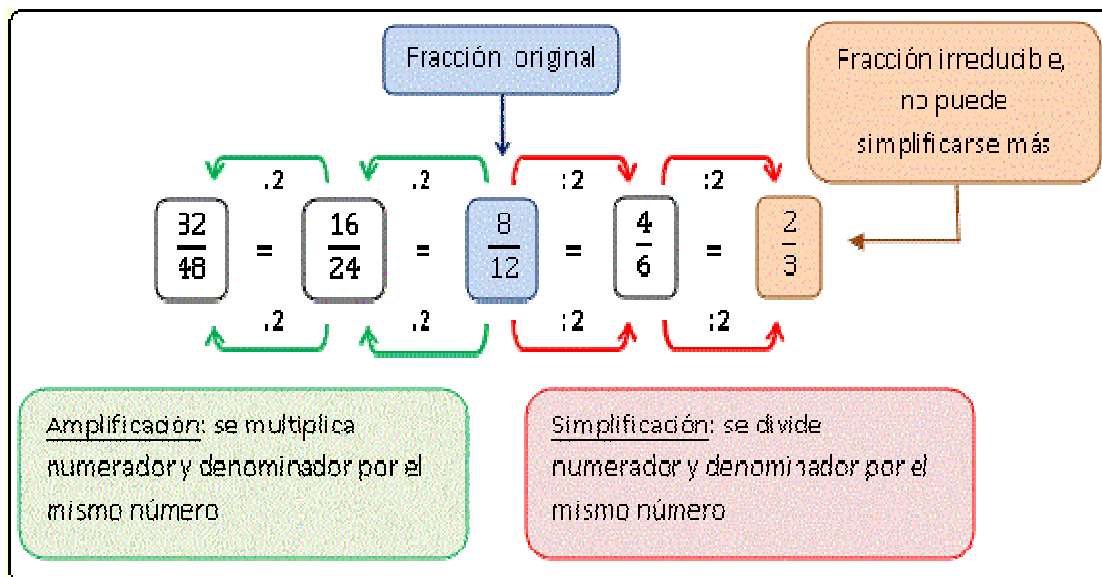 Fracción original
Fracción irreducible,
no puede
simplificarse más
.2 .2 :2 :2
32/48 = 16/24 = 8/12 = 4/6 = 2/3
.2 .2 :2 :2
Amplificación: se multiplica
numerador y denominador por el
mismo número
Simplificación: se divide
numerador y denominador por el
mismo número